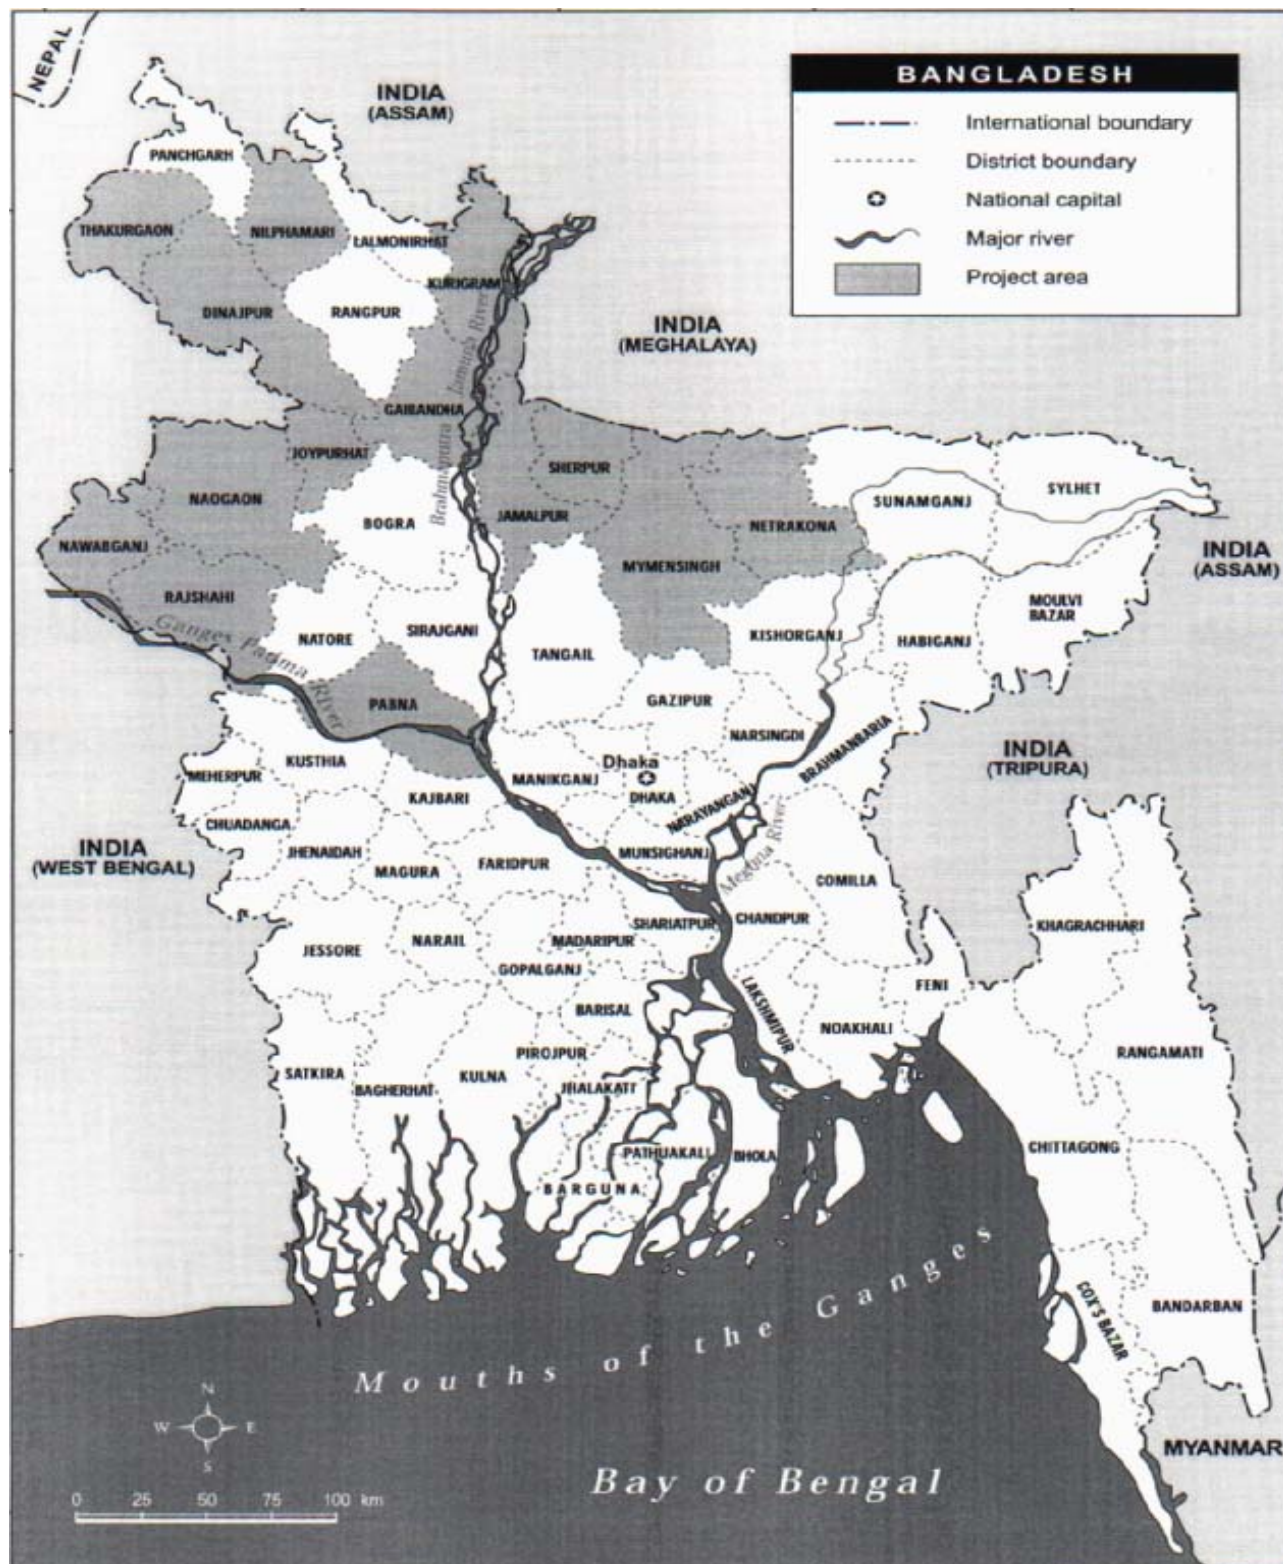 NEPAL
INDIA
(ASSAM)
BANGLADESH
International boundary
District boundary
National capital
Major river
Project area
PANCHGARH
THAKURGAON
NILPHAMARI
LALMONIRHAT
KURIGRAM
DINAJPUR
RANGPUR
INDIA
(MEGHALAYA)
Brahmaputra Jamuna River
GAIBANDHA
JOYPURHAT
SHERPUR
NAOGAON
SUNAMGANJ
SYLHET
BOGRA
JAMALPUR
NETRAKONA
NAWABGANJ
INDIA
(ASSAM)
MYMENSINGH
RAJSHAHI
MOULVI
BAZAR
Ganges Padma River
NATORE
SIRAJGANJ
KISHORGANJ
HABIGANJ
TANGAIL
PABNA
GAZIPUR
NARSINGDI
BRAHMANBARIA
INDIA
(TRIPURA)
MEHERPUR
KUSTHIA
MANIKGANJ
Dhaka
DHAKA
KAJBARI
NARAYANGANJ
CHUADANGA
INDIA
(WEST BENGAL)
JHENAIDAH
MAGURA
FARIDPUR
MUNSIGHANJ
Meguna River
COMILLA
SHARIATPUR
CHANDPUR
KHAGRACHHARI
JESSORE
NARAIL
MADARIPUR
GOPALGANJ
FENI
LAKSHMIPUR
BARISAL
NOAKHALI
PIROJPUR
RANGAMATI
SATKIRA
BAGHERHAT
KULNA
JHALAKATI
PATHUAKALI
BHOLA
CHITTAGONG
BARGUNA
COX'S BAZAR
BANDARBAN
Mouths of the Ganges
N
W E
S
MYANMAR
Bay of Bengal
0 25 50 75 100 km